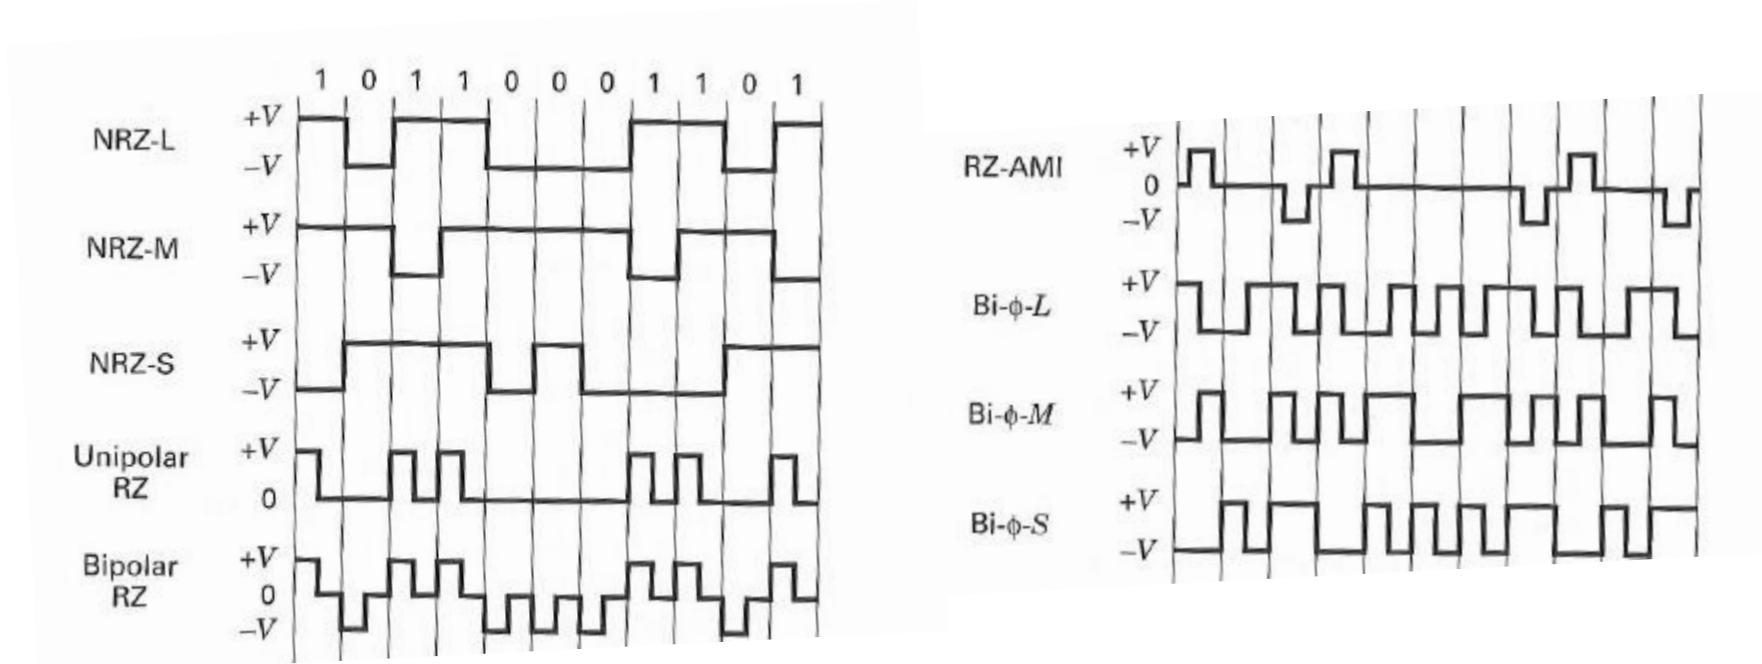 1 0 1 1 0 0 0 1 1 0 1
+V
NRZ-L
−V
+V
NRZ-M
−V
+V
NRZ-S
−V
+V
Unipolar
RZ
0
+V
Bipolar
RZ
0
−V
+V
RZ-AMI
0
−V
+V
Bi-ϕ-L
−V
+V
Bi-ϕ-M
−V
+V
Bi-ϕ-S
−V